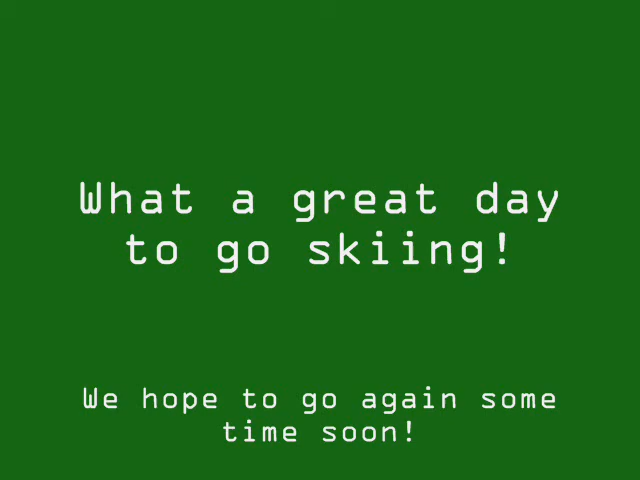 What a great day
to go skiing!
We hope to go again some
time soon!